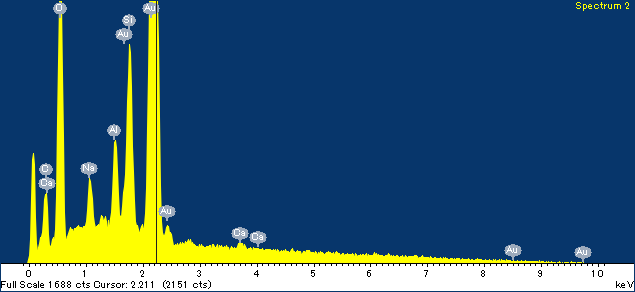 Spectrum 2
O
Si
Au
Au
Al
C
Ca
Na
Au
Ca
Ca
Au
Au
0 1 2 3 4 5 6 7 8 9 10
Full Scale 1688 cts Cursor: 2.211 (2151 cts)
keV